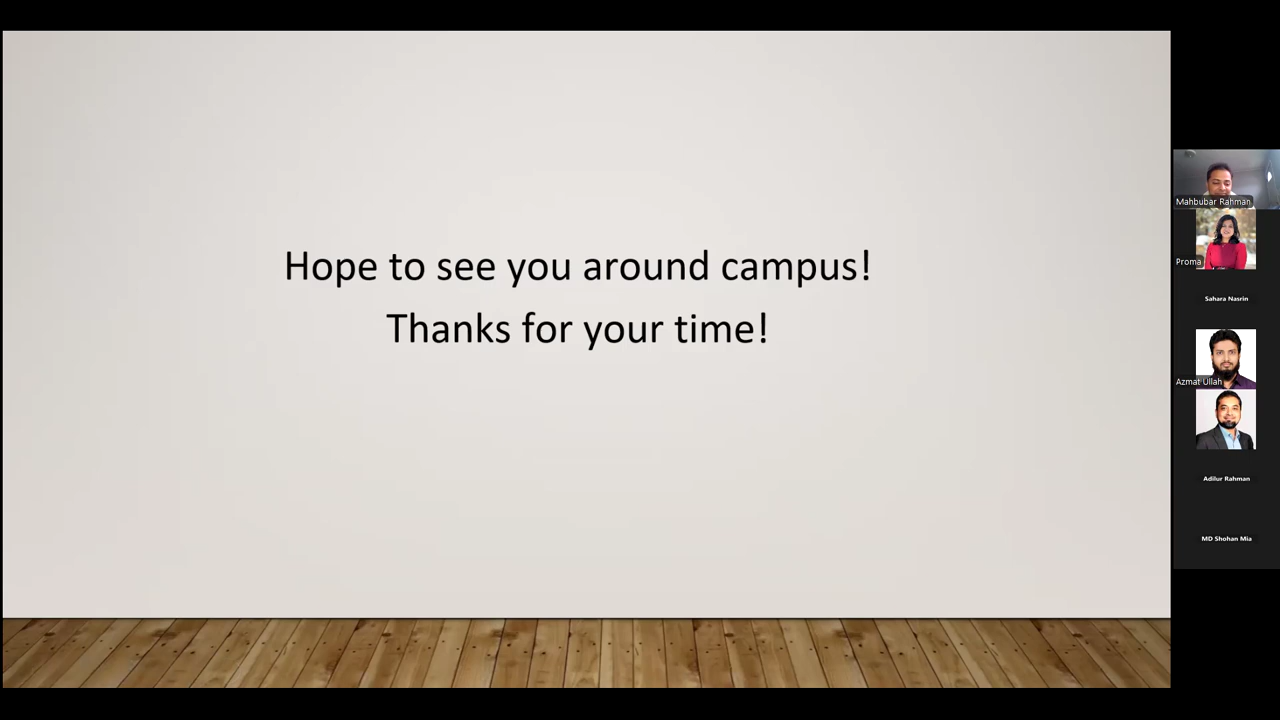 Hope to see you around campus!
Thanks for your time!
Mahbubar Rahman
Proma
Sahara Nasrin
Azmat Ullah
Adilur Rahman
MD Shohan Mia